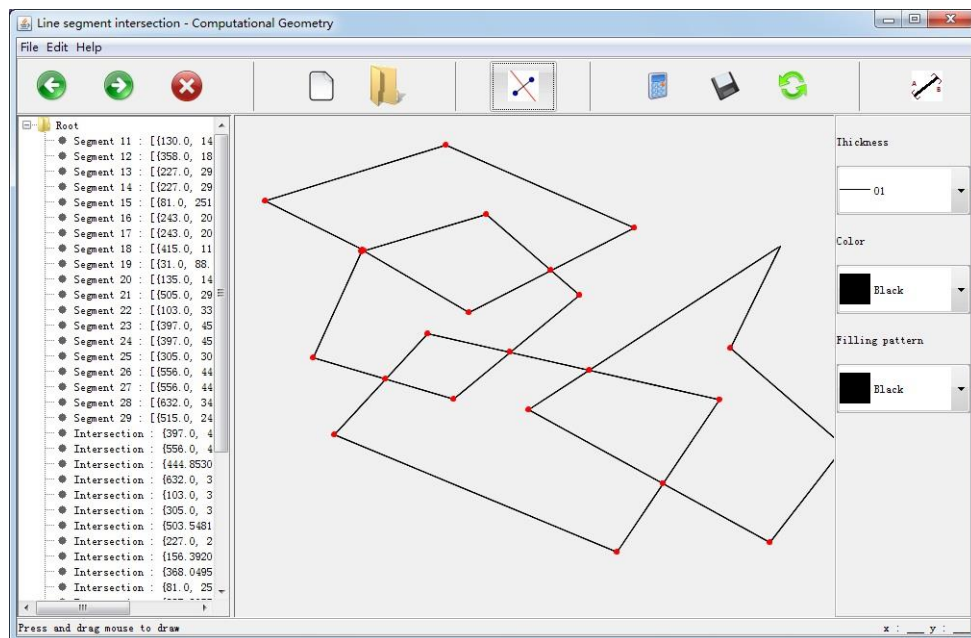 Line segment intersection - Computational Geometry
File Edit Help
A B
Root
Segment 11 : [{130.0, 14
Segment 12 : [{358.0, 18
Segment 13 : [{227.0, 29
Segment 14 : [{227.0, 29
Segment 15 : [{81.0, 251
Segment 16 : [{243.0, 20
Segment 17 : [{243.0, 20
Segment 18 : [{415.0, 11
Segment 19 : [{31.0, 88.
Segment 20 : [{135.0, 14
Segment 21 : [{505.0, 29
Segment 22 : [{103.0, 33
Segment 23 : [{397.0, 45
Segment 24 : [{397.0, 45
Segment 25 : [{305.0, 30
Segment 26 : [{556.0, 44
Segment 27 : [{556.0, 44
Segment 28 : [{632.0, 34
Segment 29 : [{515.0, 24
Intersection : {397.0, 4
Intersection : {556.0, 4
Intersection : {444.8530
Intersection : {632.0, 3
Intersection : {103.0, 3
Intersection : {305.0, 3
Intersection : {503.5481
Intersection : {227.0, 2
Intersection : {156.3920
Intersection : {368.0495
Intersection : {81.0, 25
Thickness
01
Color
Black
Filling pattern
Black
Press and drag mouse to draw
x : ___ y : ___